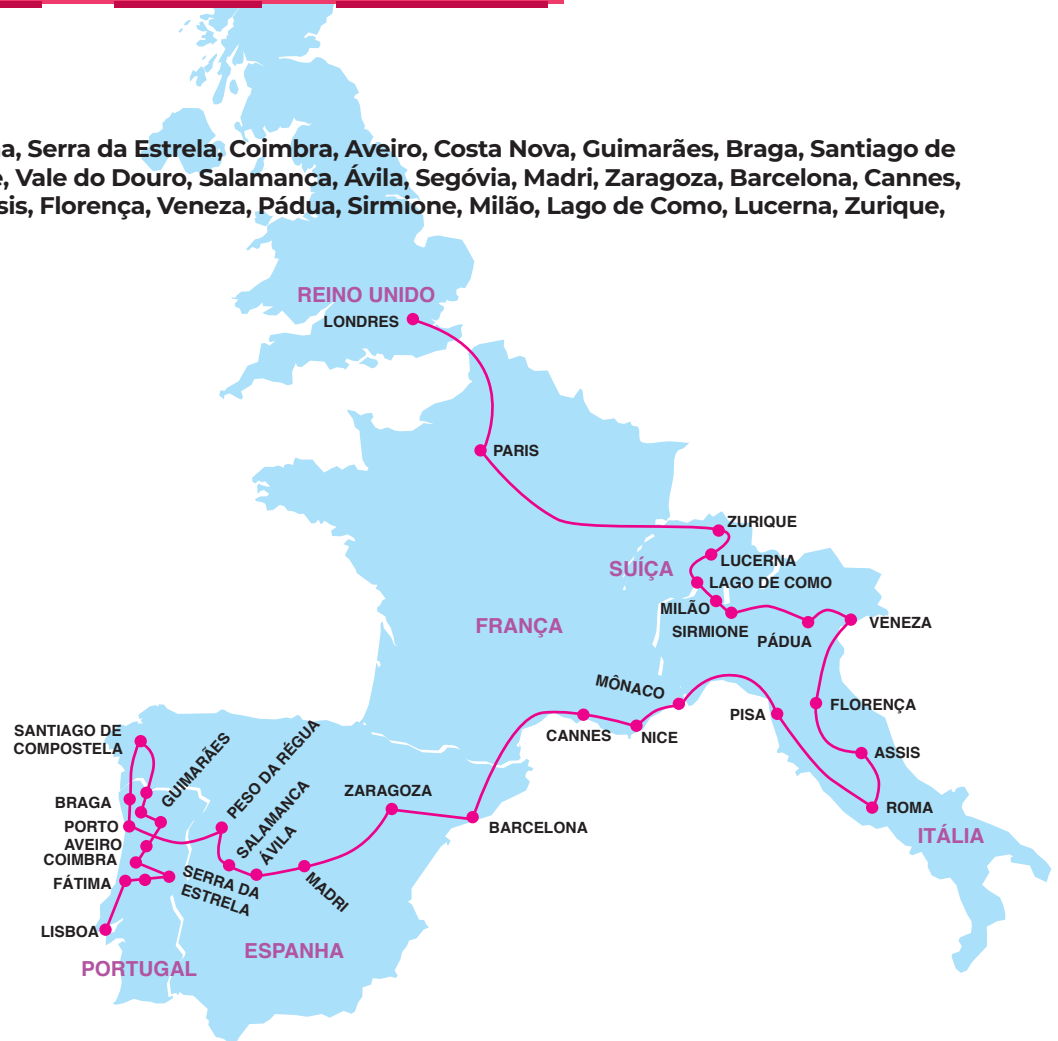 Serra da Estrela, Coimbra, Aveiro, Costa Nova, Guimarães, Braga, Santiago de
Vale do Douro, Salamanca, Ávila, Segóvia, Madri, Zaragoza, Barcelona, Cannes,
Florença, Veneza, Pádua, Sirmione, Milão, Lago de Como, Lucerna, Zurique,
REINO UNIDO
LONDRES
PARIS
ZURIQUE
LUCERNA
SUÍÇA
LAGO DE COMO
MILÃO
SIRMIONE
PÁDUA
VENEZA
FRANÇA
MÔNACO
PISA
FLORENÇA
CANNES
NICE
ASSIS
SANTIAGO DE
COMPOSTELA
GUIMARÃES
PESO DA RÉGUA
ZARAGOZA
ROMA
BRAGA
SALAMANCA
PORTO
BARCELONA
ITÁLIA
AVEIRO
ÁVILA
COIMBRA
FÁTIMA
SERRA DA
ESTRELA
MADRI
LISBOA
ESPANHA
PORTUGAL